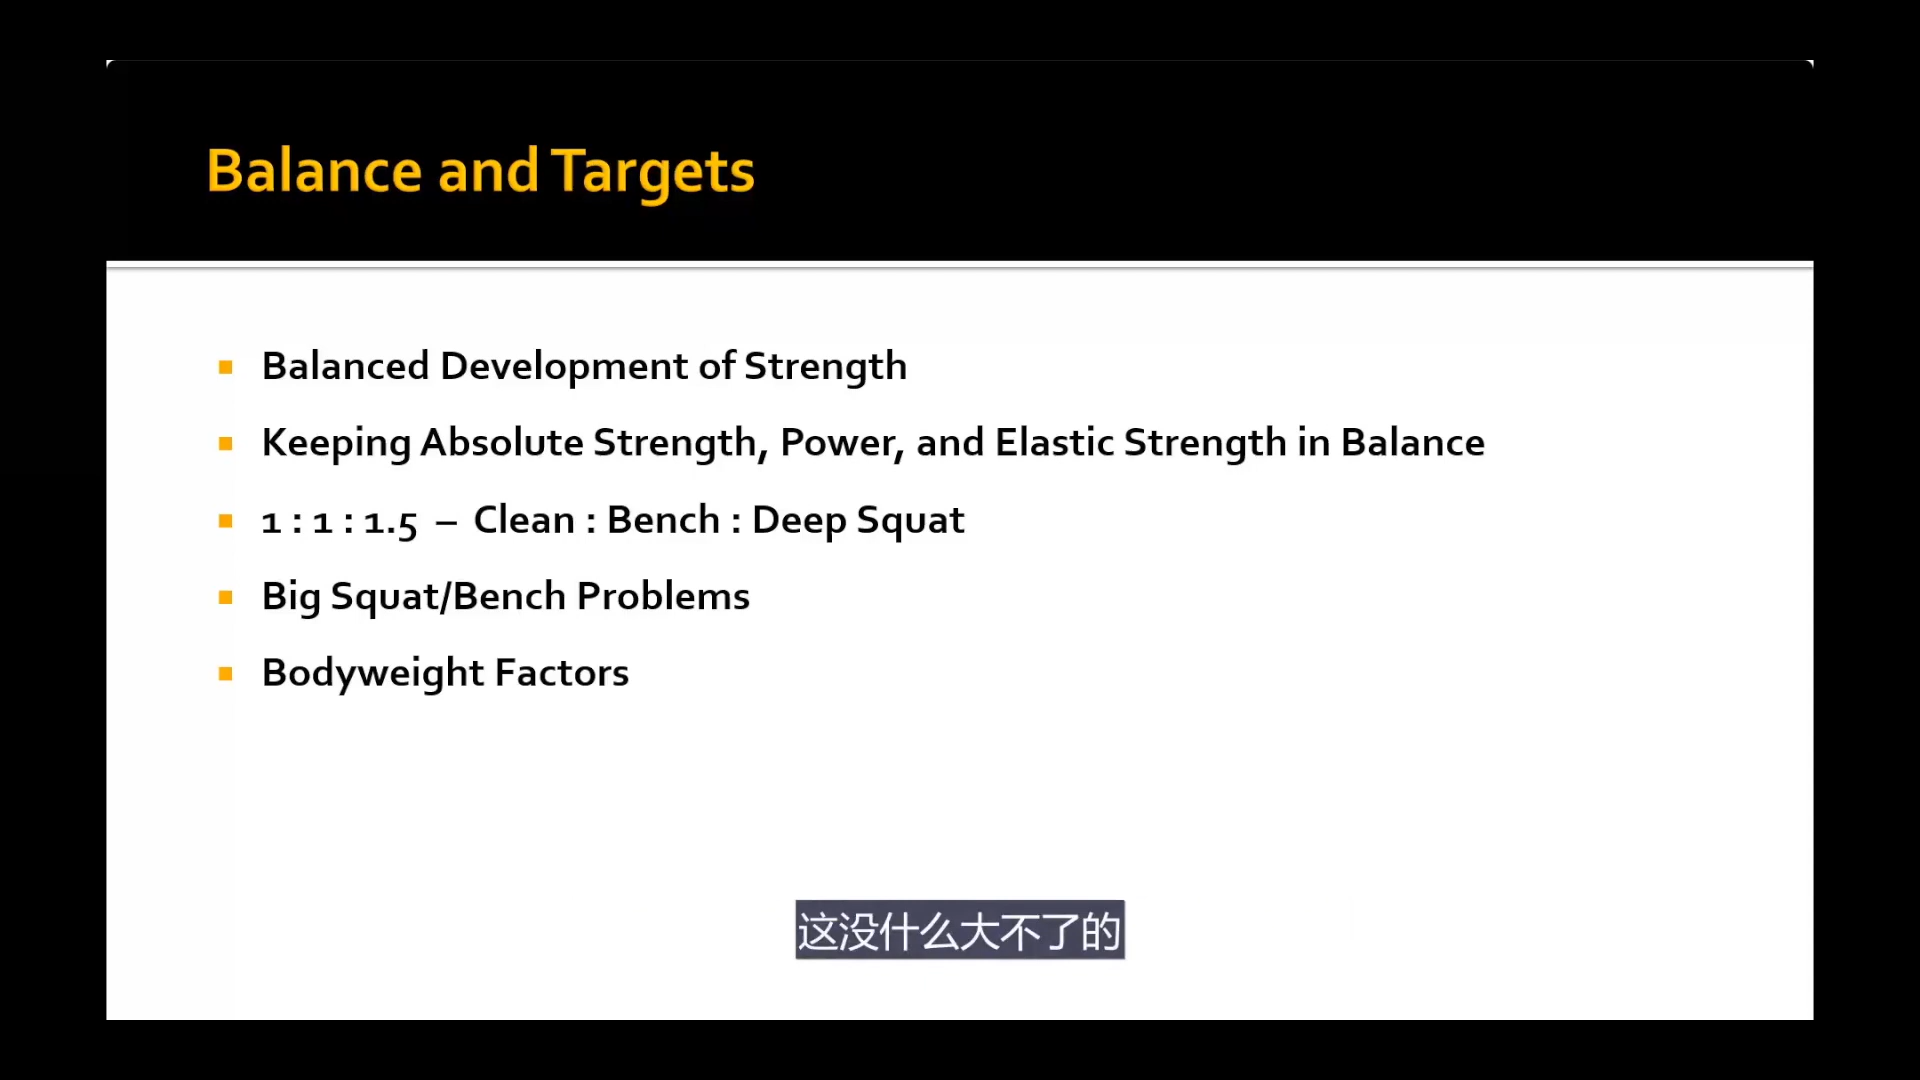 Balance and Targets
Balanced Development of Strength
Keeping Absolute Strength, Power, and Elastic Strength in Balance
1 : 1 : 1.5 – Clean : Bench : Deep Squat
Big Squat/Bench Problems
Bodyweight Factors
这没什么大不了的